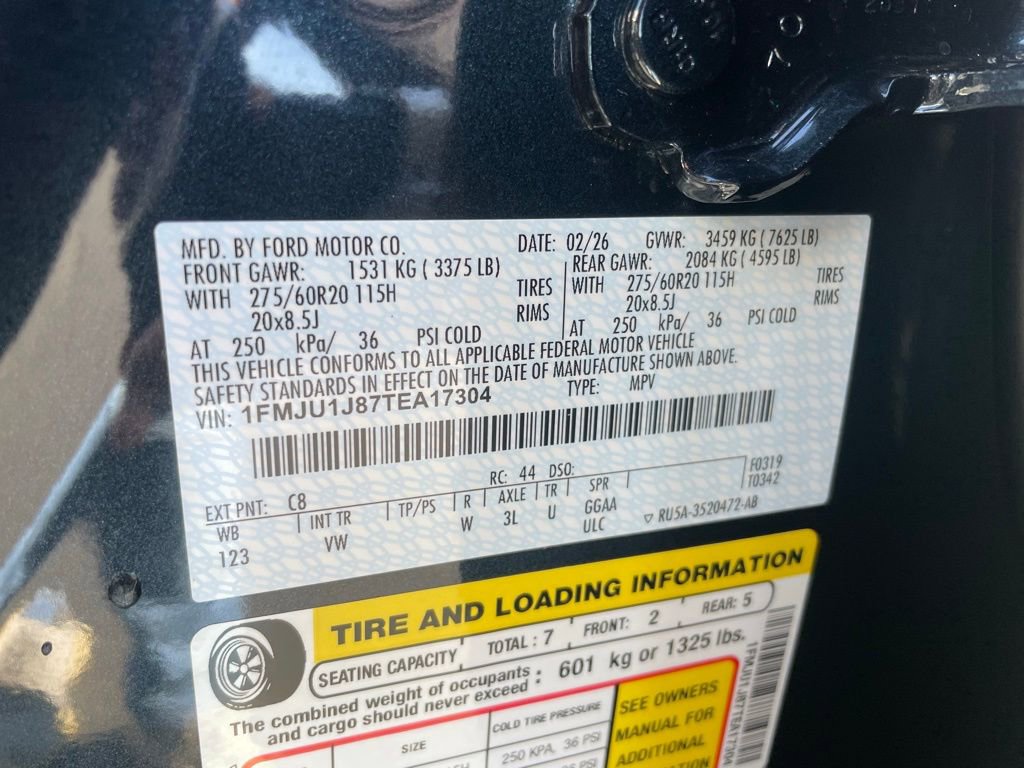 MFD. BY FORD MOTOR CO. DATE: 02/26 GVWR: 3459 KG ( 7625 LB)
FRONT GAWR: 1531 KG ( 3375 LB) REAR GAWR: 2084 KG ( 4595 LB)
WITH 275/60R20 115H TIRES WITH 275/60R20 115H TIRES
20x8.5J RIMS 20x8.5J RIMS
AT 250 kPa/ 36 PSI COLD AT 250 kPa/ 36 PSI COLD
THIS VEHICLE CONFORMS TO ALL APPLICABLE FEDERAL MOTOR VEHICLE
SAFETY STANDARDS IN EFFECT ON THE DATE OF MANUFACTURE SHOWN ABOVE.
VIN: 1FMJU1J87TEA17304 TYPE: MPV
EXT PNT: C8 RC: 44 DSO: F0319
WB INT TR TP/PS R AXLE TR SPR T0342
123 VW W 3L U GGAA
ULC ▽ RU5A-3520472-AB
TIRE AND LOADING INFORMATION
SEATING CAPACITY TOTAL : 7 FRONT: 2 REAR: 5
The combined weight of occupants and cargo should never exceed : 601 kg or 1325 lbs.
SIZE COLD TIRE PRESSURE SEE OWNERS
250 KPA, 36 PSI MANUAL FOR
ADDITIONAL
1FMJU1J87TEA17304